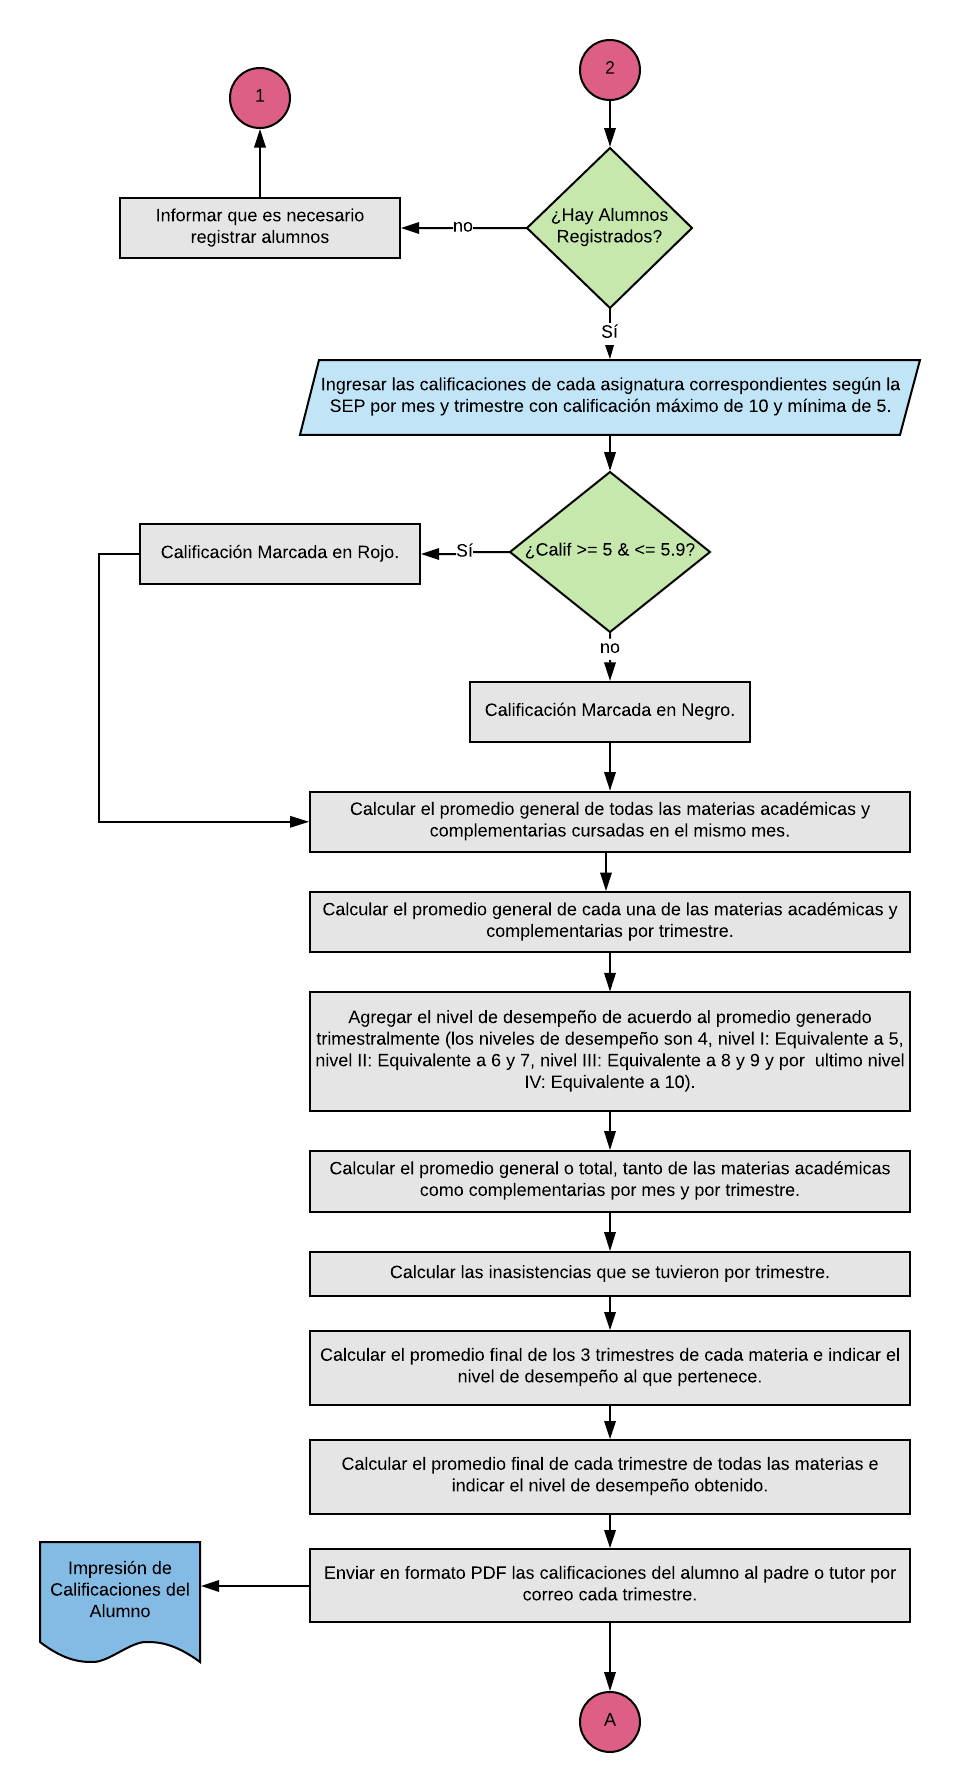 2
1
¿Hay Alumnos
Registrados?
no
Informar que es necesario
registrar alumnos
Sí
Ingresar las calificaciones de cada asignatura correspondientes según la
SEP por mes y trimestre con calificación máximo de 10 y mínima de 5.
¿Calif >= 5 & <= 5.9?
Sí
Calificación Marcada en Rojo.
no
Calificación Marcada en Negro.
Calcular el promedio general de todas las materias académicas y
complementarias cursadas en el mismo mes.
Calcular el promedio general de cada una de las materias académicas y
complementarias por trimestre.
Agregar el nivel de desempeño de acuerdo al promedio generado
trimestralmente (los niveles de desempeño son 4, nivel I: Equivalente a 5,
nivel II: Equivalente a 6 y 7, nivel III: Equivalente a 8 y 9 y por  ultimo nivel
IV: Equivalente a 10).
Calcular el promedio general o total, tanto de las materias académicas
como complementarias por mes y por trimestre.
Calcular las inasistencias que se tuvieron por trimestre.
Calcular el promedio final de los 3 trimestres de cada materia e indicar el
nivel de desempeño al que pertenece.
Calcular el promedio final de cada trimestre de todas las materias e
indicar el nivel de desempeño obtenido.
Enviar en formato PDF las calificaciones del alumno al padre o tutor por
correo cada trimestre.
Impresión de
Calificaciones del
Alumno
A